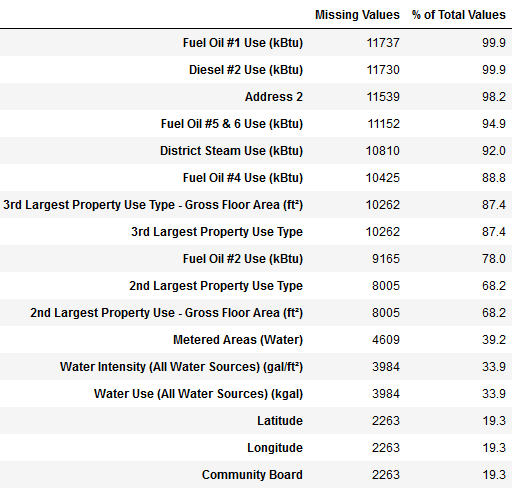 Missing Values % of Total Values
Fuel Oil #1 Use (kBtu) 11737 99.9
Diesel #2 Use (kBtu) 11730 99.9
Address 2 11539 98.2
Fuel Oil #5 & 6 Use (kBtu) 11152 94.9
District Steam Use (kBtu) 10810 92.0
Fuel Oil #4 Use (kBtu) 10425 88.8
3rd Largest Property Use Type - Gross Floor Area (ft²) 10262 87.4
3rd Largest Property Use Type 10262 87.4
Fuel Oil #2 Use (kBtu) 9165 78.0
2nd Largest Property Use Type 8005 68.2
2nd Largest Property Use - Gross Floor Area (ft²) 8005 68.2
Metered Areas (Water) 4609 39.2
Water Intensity (All Water Sources) (gal/ft²) 3984 33.9
Water Use (All Water Sources) (kgal) 3984 33.9
Latitude 2263 19.3
Longitude 2263 19.3
Community Board 2263 19.3